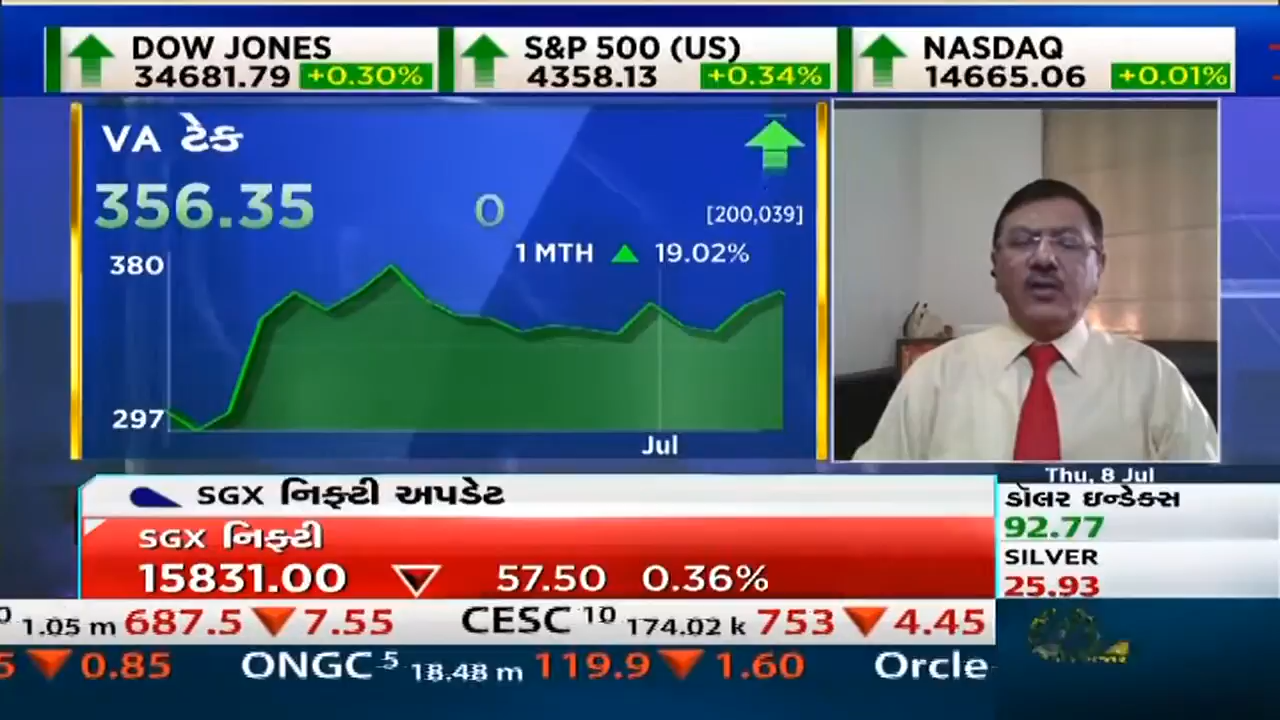 DOW JONES
34681.79 +0.30%
S&P 500 (US)
4358.13 +0.34%
NASDAQ
14665.06 +0.01%
VA ટેક
356.35 0 [200,039]
1 MTH 19.02%
380
297
Jul
Thu, 8 Jul
SGX નિફ્ટી અપડેટ
SGX નિફ્ટી
15831.00 57.50 0.36%
ડૉલર ઇન્ડેક્સ
92.77
SILVER
25.93
1.05 m 687.5 7.55 CESC 10 174.02 k 753 4.45
5 0.85 ONGC -5 18.48 m 119.9 1.60 Orcle